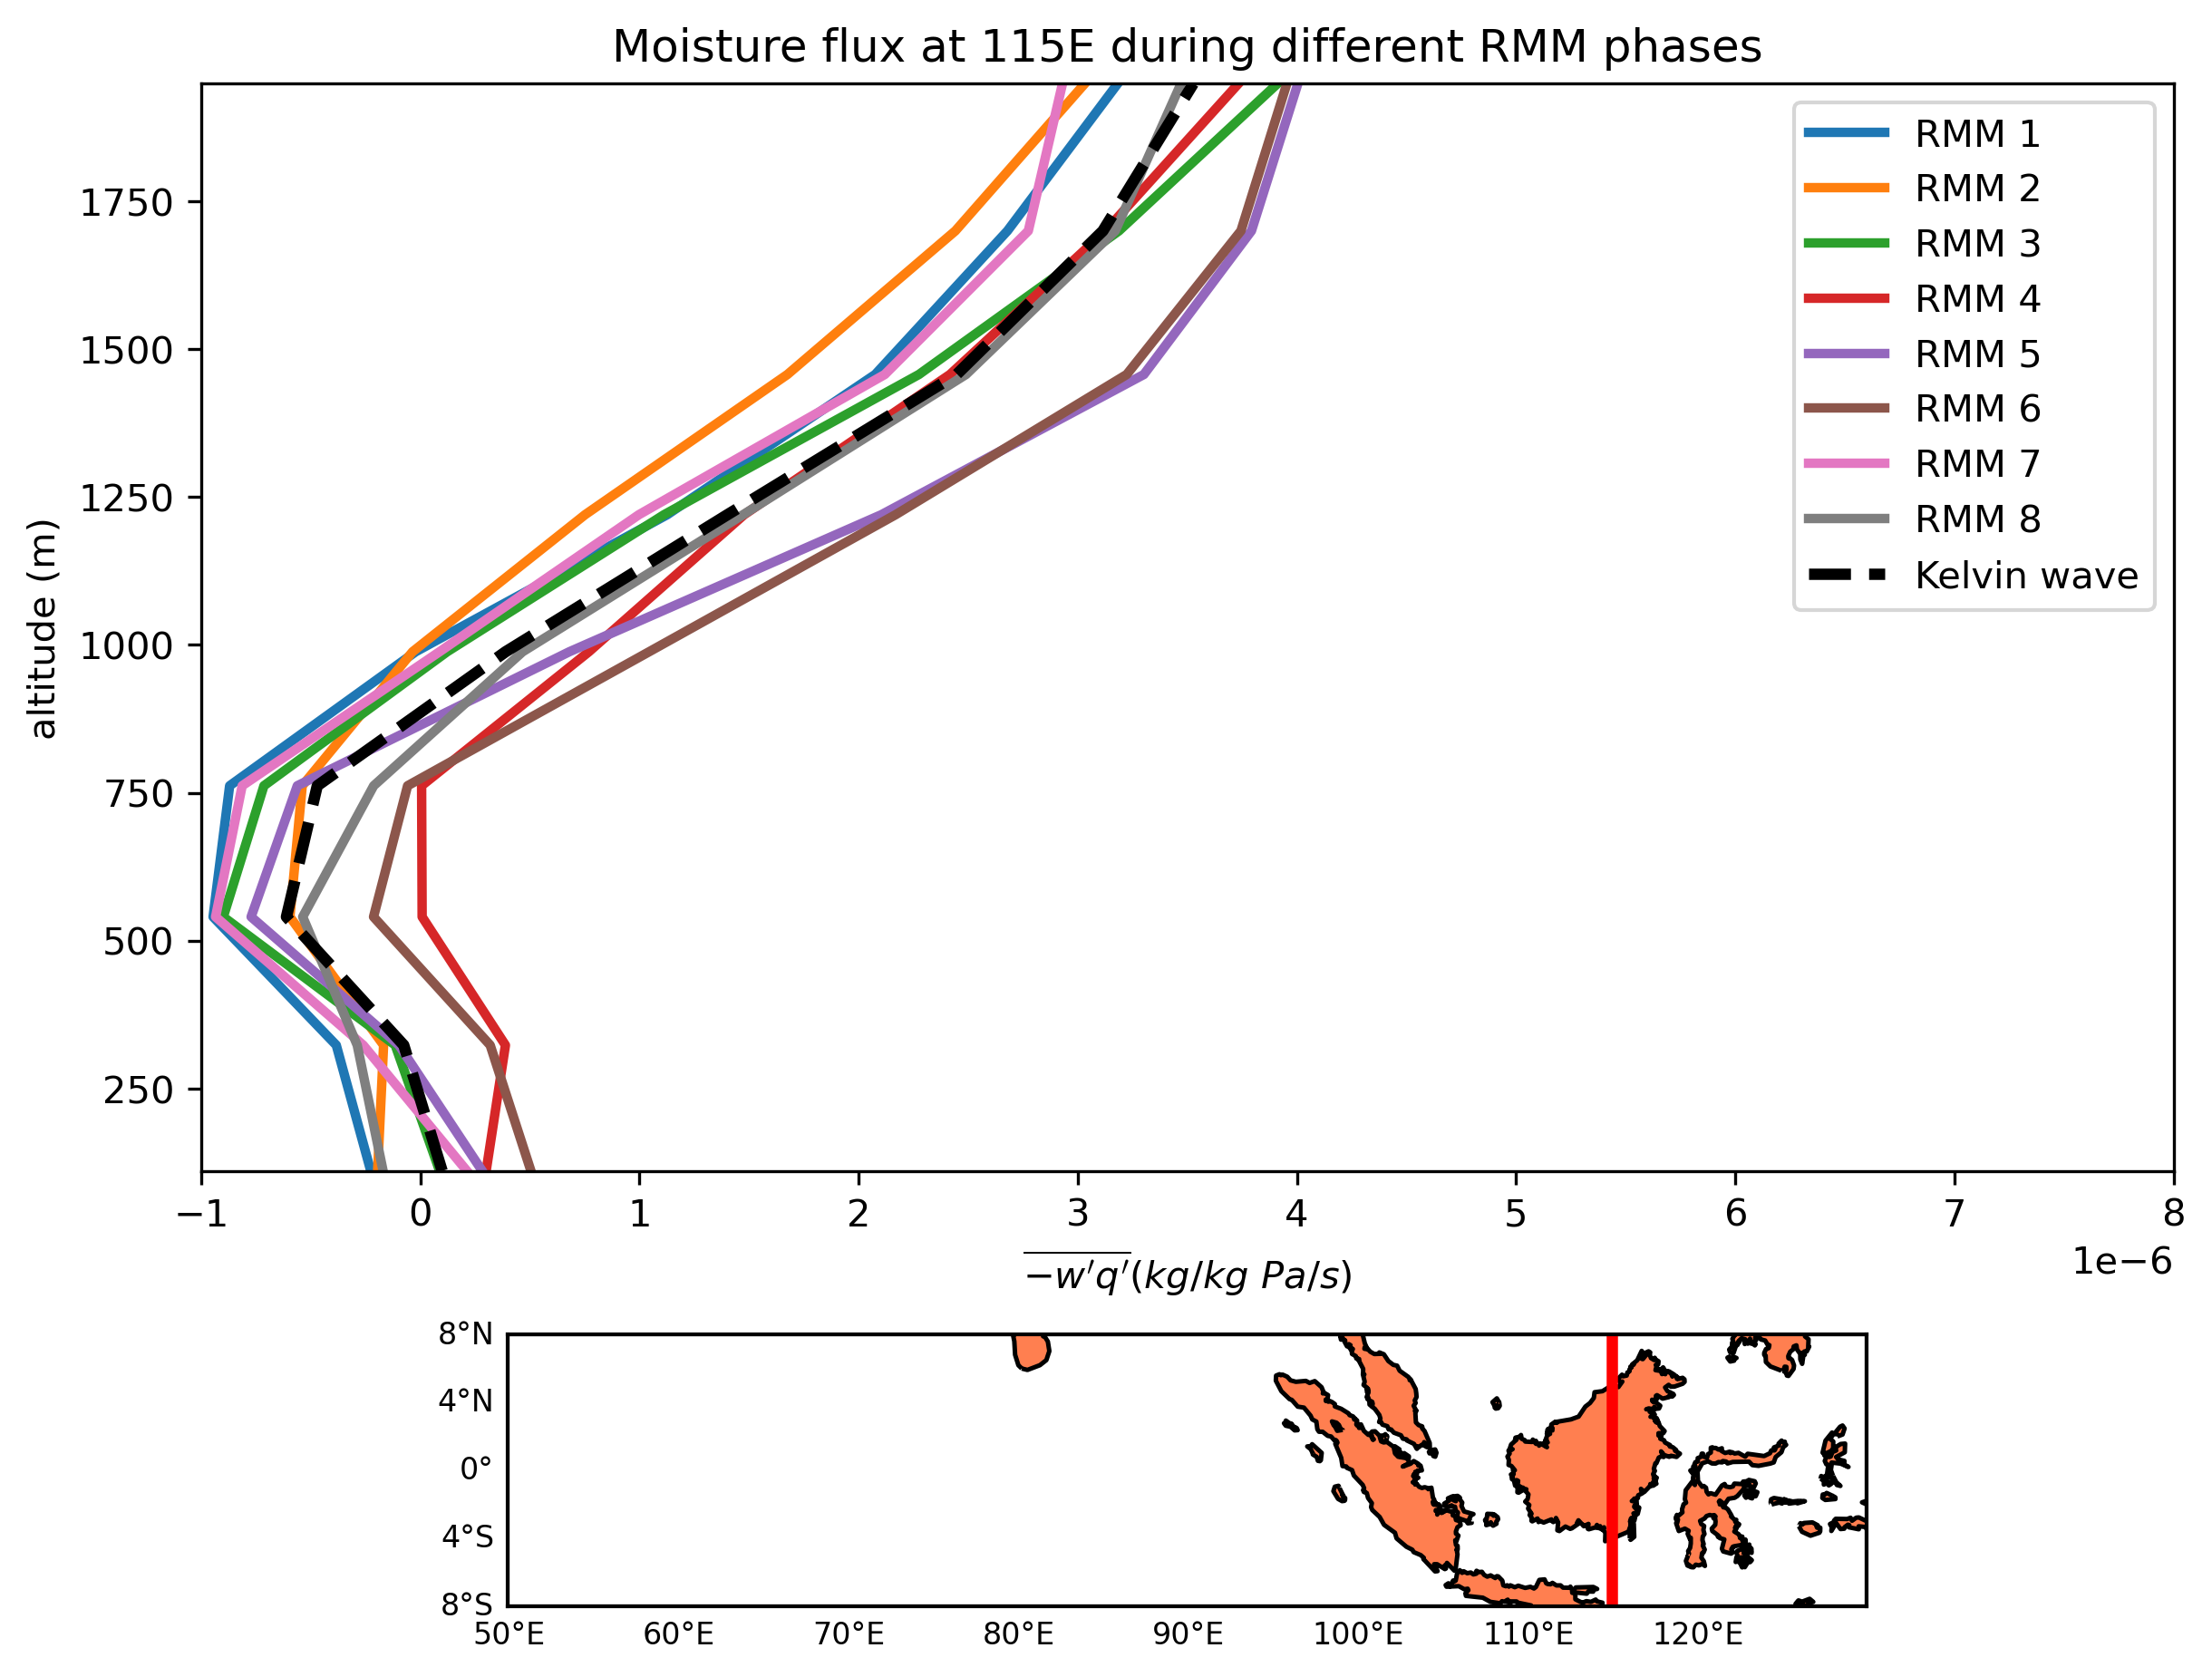 Moisture flux at 115E during different RMM phases
RMM 1
RMM 2
RMM 3
RMM 4
RMM 5
RMM 6
RMM 7
RMM 8
Kelvin wave
altitude (m)
1750
1500
1250
1000
750
500
250
−1 0 1 2 3 4 5 6 7 8
1e−6
−w′q′(kg/kg Pa/s)
8°N
4°N
0°
4°S
8°S
50°E 60°E 70°E 80°E 90°E 100°E 110°E 120°E